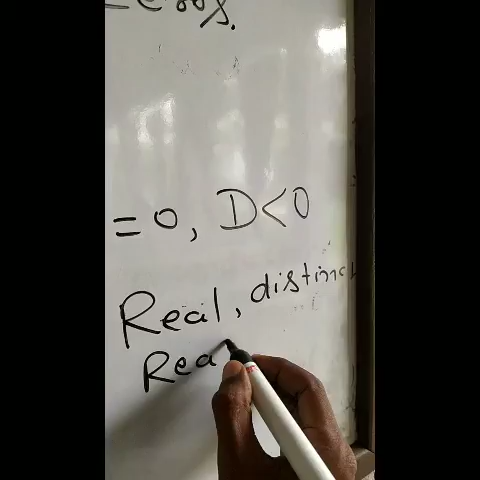 =0, D<0
Real, distinct
Rea